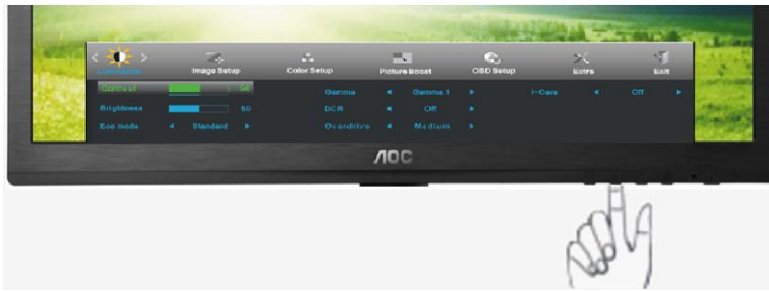 Luminance Image Setup Color Setup Picture Boost OSD Setup Extra Exit
Contrast 50 Gamma Gamma 1 I-Care Off
Brightness 50 DCR Off
Eco mode Standard Overdrive Medium
AOC